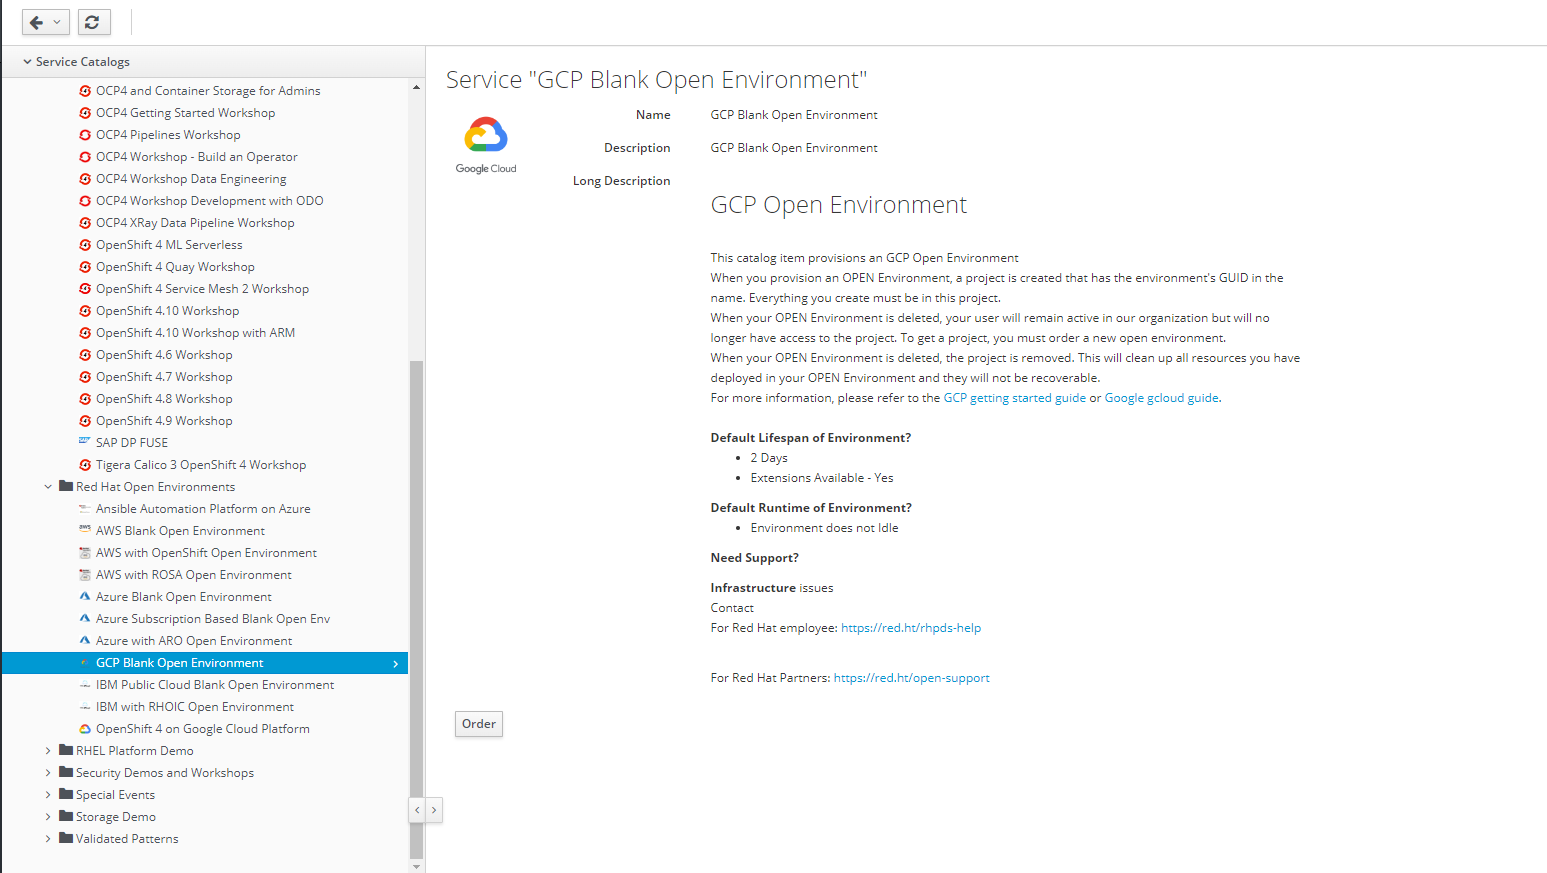 Service Catalogs
OCP4 and Container Storage for Admins
OCP4 Getting Started Workshop
OCP4 Pipelines Workshop
OCP4 Workshop - Build an Operator
OCP4 Workshop Data Engineering
OCP4 Workshop Development with ODO
OCP4 XRay Data Pipeline Workshop
OpenShift 4 ML Serverless
OpenShift 4 Quay Workshop
OpenShift 4 Service Mesh 2 Workshop
OpenShift 4.10 Workshop
OpenShift 4.10 Workshop with ARM
OpenShift 4.6 Workshop
OpenShift 4.7 Workshop
OpenShift 4.8 Workshop
OpenShift 4.9 Workshop
SAP DP FUSE
Tigera Calico 3 OpenShift 4 Workshop
Red Hat Open Environments
Ansible Automation Platform on Azure
AWS Blank Open Environment
AWS with OpenShift Open Environment
AWS with ROSA Open Environment
Azure Blank Open Environment
Azure Subscription Based Blank Open Env
Azure with ARO Open Environment
GCP Blank Open Environment
IBM Public Cloud Blank Open Environment
IBM with RHOIC Open Environment
OpenShift 4 on Google Cloud Platform
RHEL Platform Demo
Security Demos and Workshops
Special Events
Storage Demo
Validated Patterns
Service "GCP Blank Open Environment"
Google Cloud
Name GCP Blank Open Environment
Description GCP Blank Open Environment
Long Description
GCP Open Environment
This catalog item provisions an GCP Open Environment
When you provision an OPEN Environment, a project is created that has the environment's GUID in the
name. Everything you create must be in this project.
When your OPEN Environment is deleted, your user will remain active in our organization but will no
longer have access to the project. To get a project, you must order a new open environment.
When your OPEN Environment is deleted, the project is removed. This will clean up all resources you have
deployed in your OPEN Environment and they will not be recoverable.
For more information, please refer to the GCP getting started guide or Google gcloud guide.
Default Lifespan of Environment?
• 2 Days
• Extensions Available - Yes
Default Runtime of Environment?
• Environment does not Idle
Need Support?
Infrastructure issues
Contact
For Red Hat employee: https://red.ht/rhpds-help
For Red Hat Partners: https://red.ht/open-support
Order